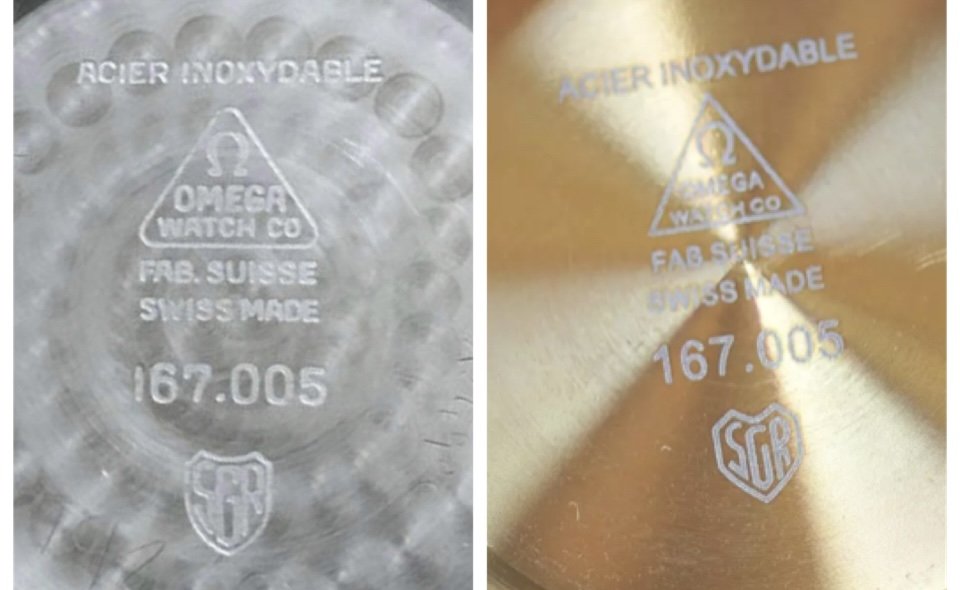 ACIER INOXYDABLE
Ω
OMEGA
WATCH CO
FAB. SUISSE
SWISS MADE
167.005
SGR
ACIER INOXYDABLE
Ω
OMEGA
WATCH CO
FAB. SUISSE
SWISS MADE
167.005
SGR